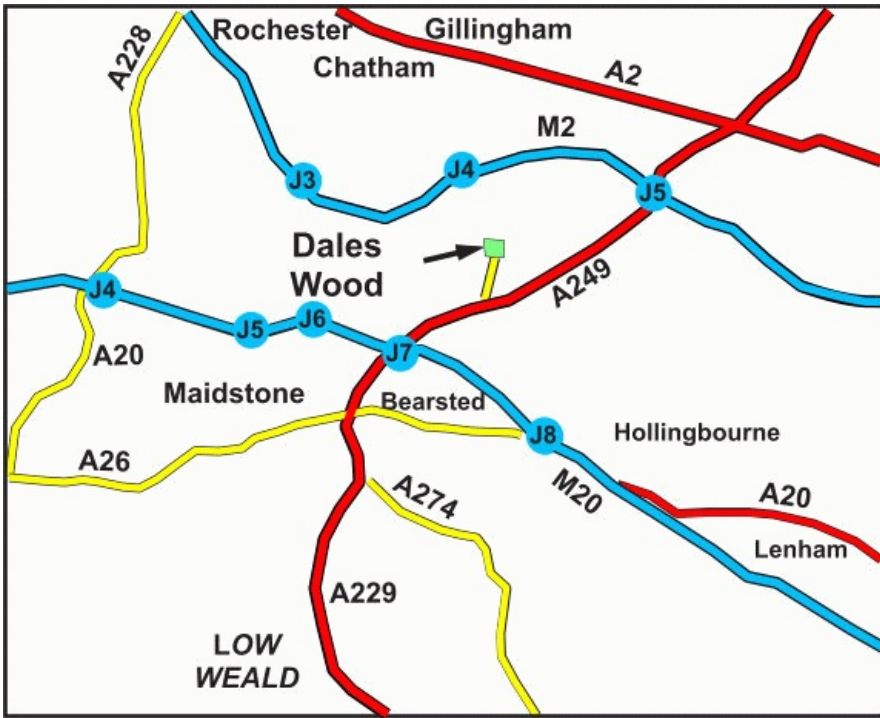 A228
Rochester
Gillingham
Chatham
A2
M2
J3
J4
J5
Dales
Wood
A249
J4
J5
J6
J7
A20
Maidstone
Bearsted
J8
Hollingbourne
A26
M20
A274
A20
Lenham
A229
LOW
WEALD